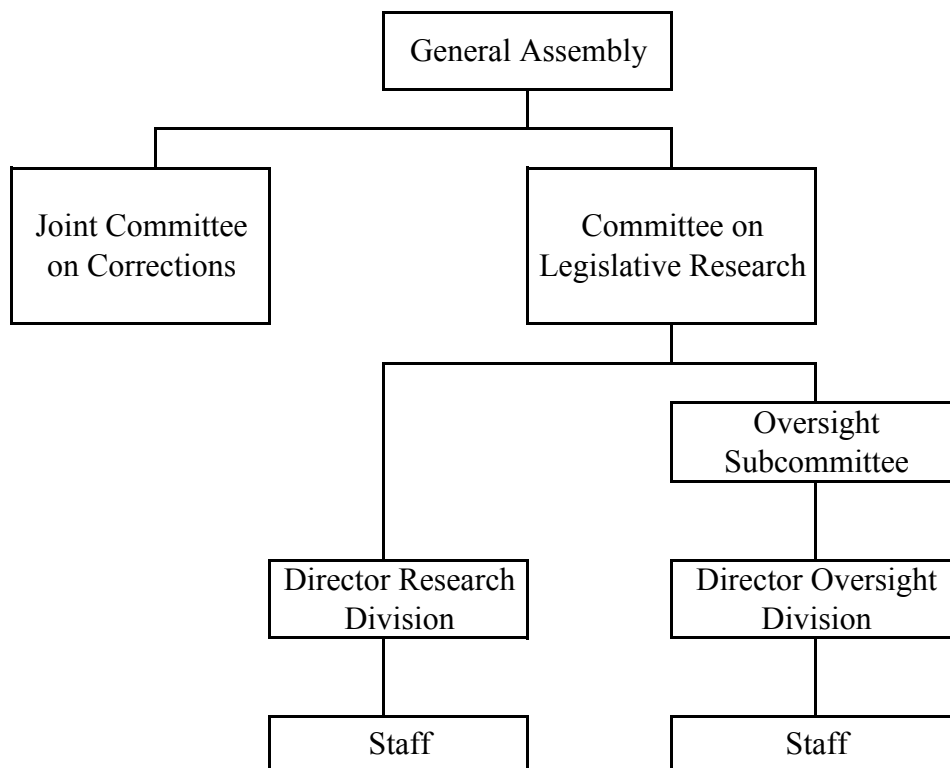 General Assembly
Joint Committee
on Corrections
Committee on
Legislative Research
Oversight
Subcommittee
Director Research
Division
Director Oversight
Division
Staff
Staff